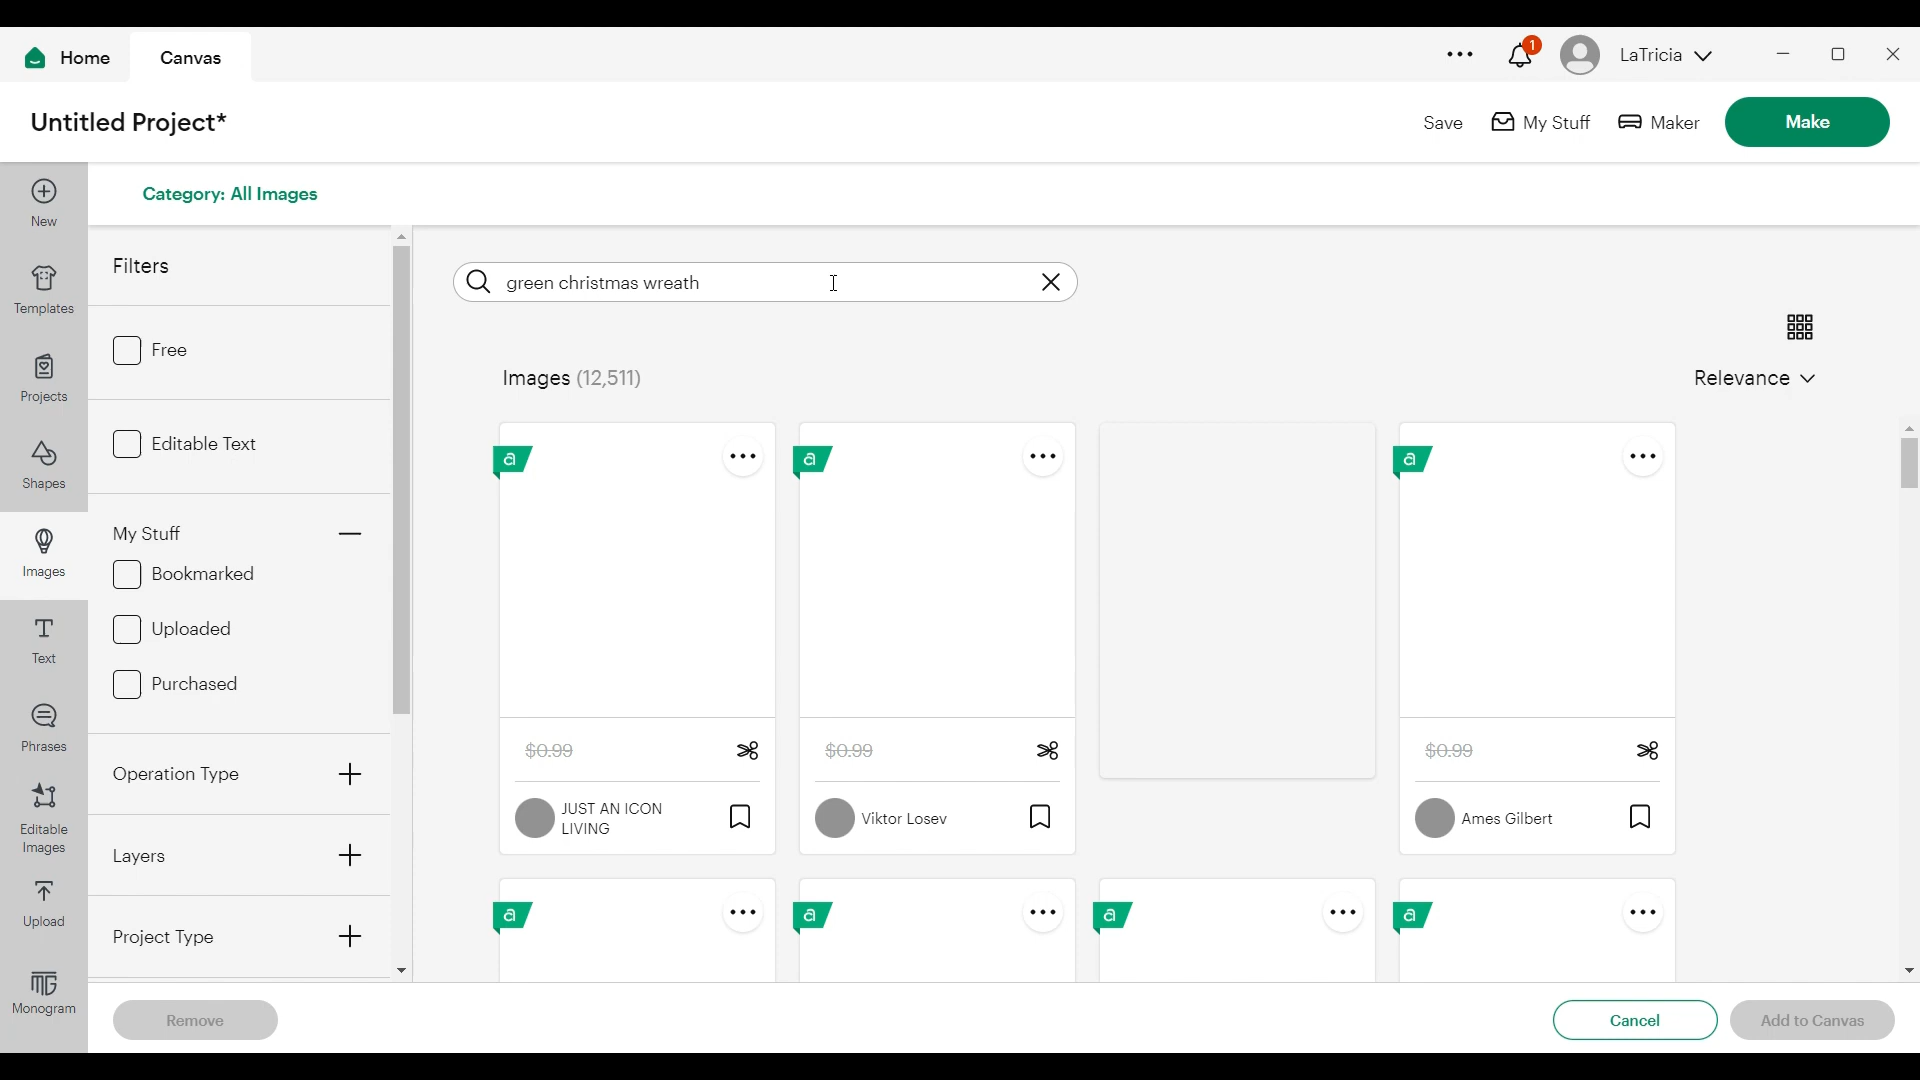 Home
Canvas
1
LaTricia
Untitled Project*
Save
My Stuff
Maker
Make
New
Templates
Projects
Shapes
Images
Text
Phrases
Editable
Images
Upload
MG
Monogram
Category: All Images
Filters
Free
Editable Text
My Stuff
Bookmarked
Uploaded
Purchased
Operation Type
Layers
Project Type
green christmas wreath
Images (12,511)
Relevance
a
a
a
$0.99
$0.99
$0.99
JUST AN ICON
LIVING
Viktor Losev
Ames Gilbert
a
a
a
a
Remove
Cancel
Add to Canvas